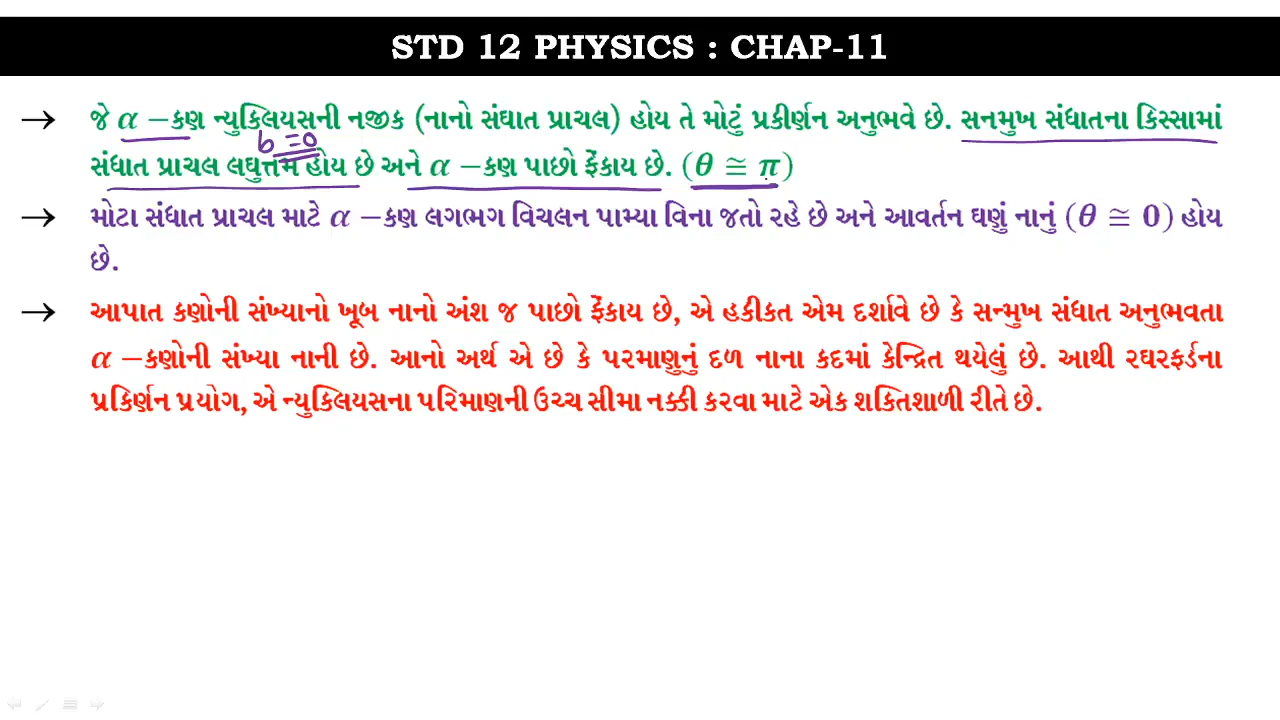 STD 12 PHYSICS : CHAP-11
→ જે α −કણ ન્યુક્લિયસની નજીક (નાનો સંઘાત પ્રાચલ) હોય તે મોટું પ્રકીર્ણન અનુભવે છે. સનમુખ સંઘાતના કિસ્સામાં
b = 0
સંઘાત પ્રાચલ લઘુત્તમ હોય છે અને α −કણ પાછો ફેંકાય છે. (θ ≅ π)
→ મોટા સંઘાત પ્રાચલ માટે α −કણ લગભગ વિચલન પામ્યા વિના જતો રહે છે અને આવર્તન ઘણું નાનું (θ ≅ 0) હોય
છે.
→ આપાત કણોની સંખ્યાનો ખૂબ નાનો અંશ જ પાછો ફેંકાય છે, એ હકીકત એમ દર્શાવે છે કે સન્મુખ સંઘાત અનુભવતા
α −કણોની સંખ્યા નાની છે. આનો અર્થ એ છે કે પરમાણુનું દળ નાના કદમાં કેન્દ્રિત થયેલું છે. આથી રઘરફર્ડના
પ્રકિર્ણન પ્રયોગ, એ ન્યુક્લિયસના પરિમાણની ઉચ્ચ સીમા નક્કી કરવા માટે એક શક્તિશાળી રીતે છે.